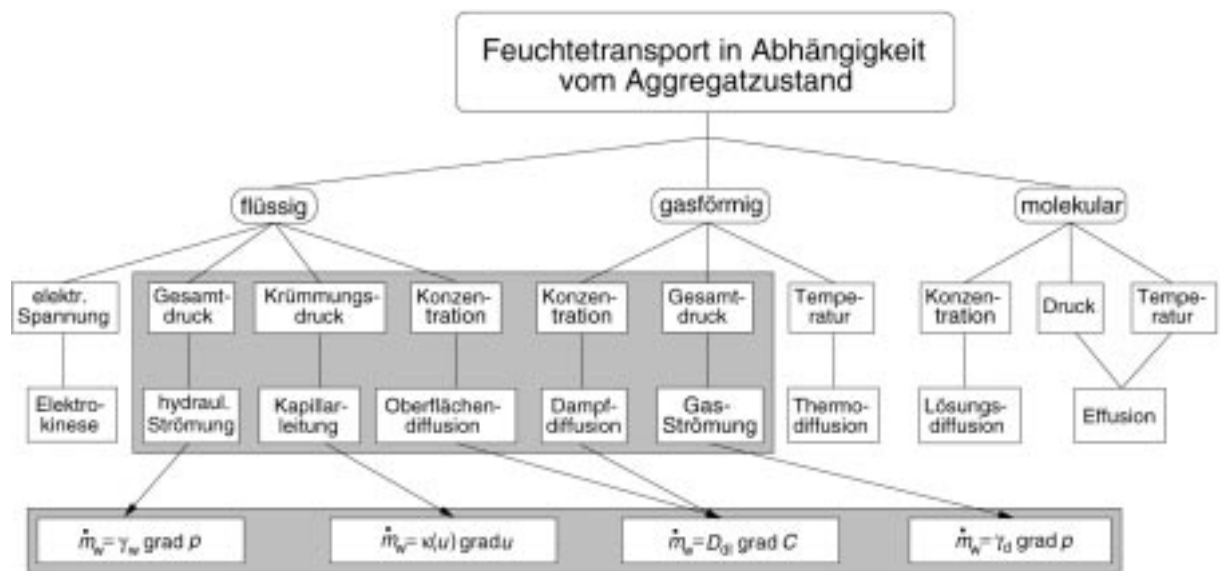 Feuchtetransport in Abhängigkeit
vom Aggregatzustand
flüssig
gasförmig
molekular
elektr.
Spannung
Gesamt-
druck
Krümmungs-
druck
Konzen-
tration
Konzen-
tration
Gesamt-
druck
Tempe-
ratur
Konzen-
tration
Druck
Tempe-
ratur
Elektro-
kinese
hydraul.
Strömung
Kapillar-
leitung
Oberflächen-
diffusion
Dampf-
diffusion
Gas-
Strömung
Thermo-
diffusion
Lösungs-
diffusion
Effusion
ṁw=γw grad p
ṁw=κ(u) grad u
grad C
ṁw=γd grad p